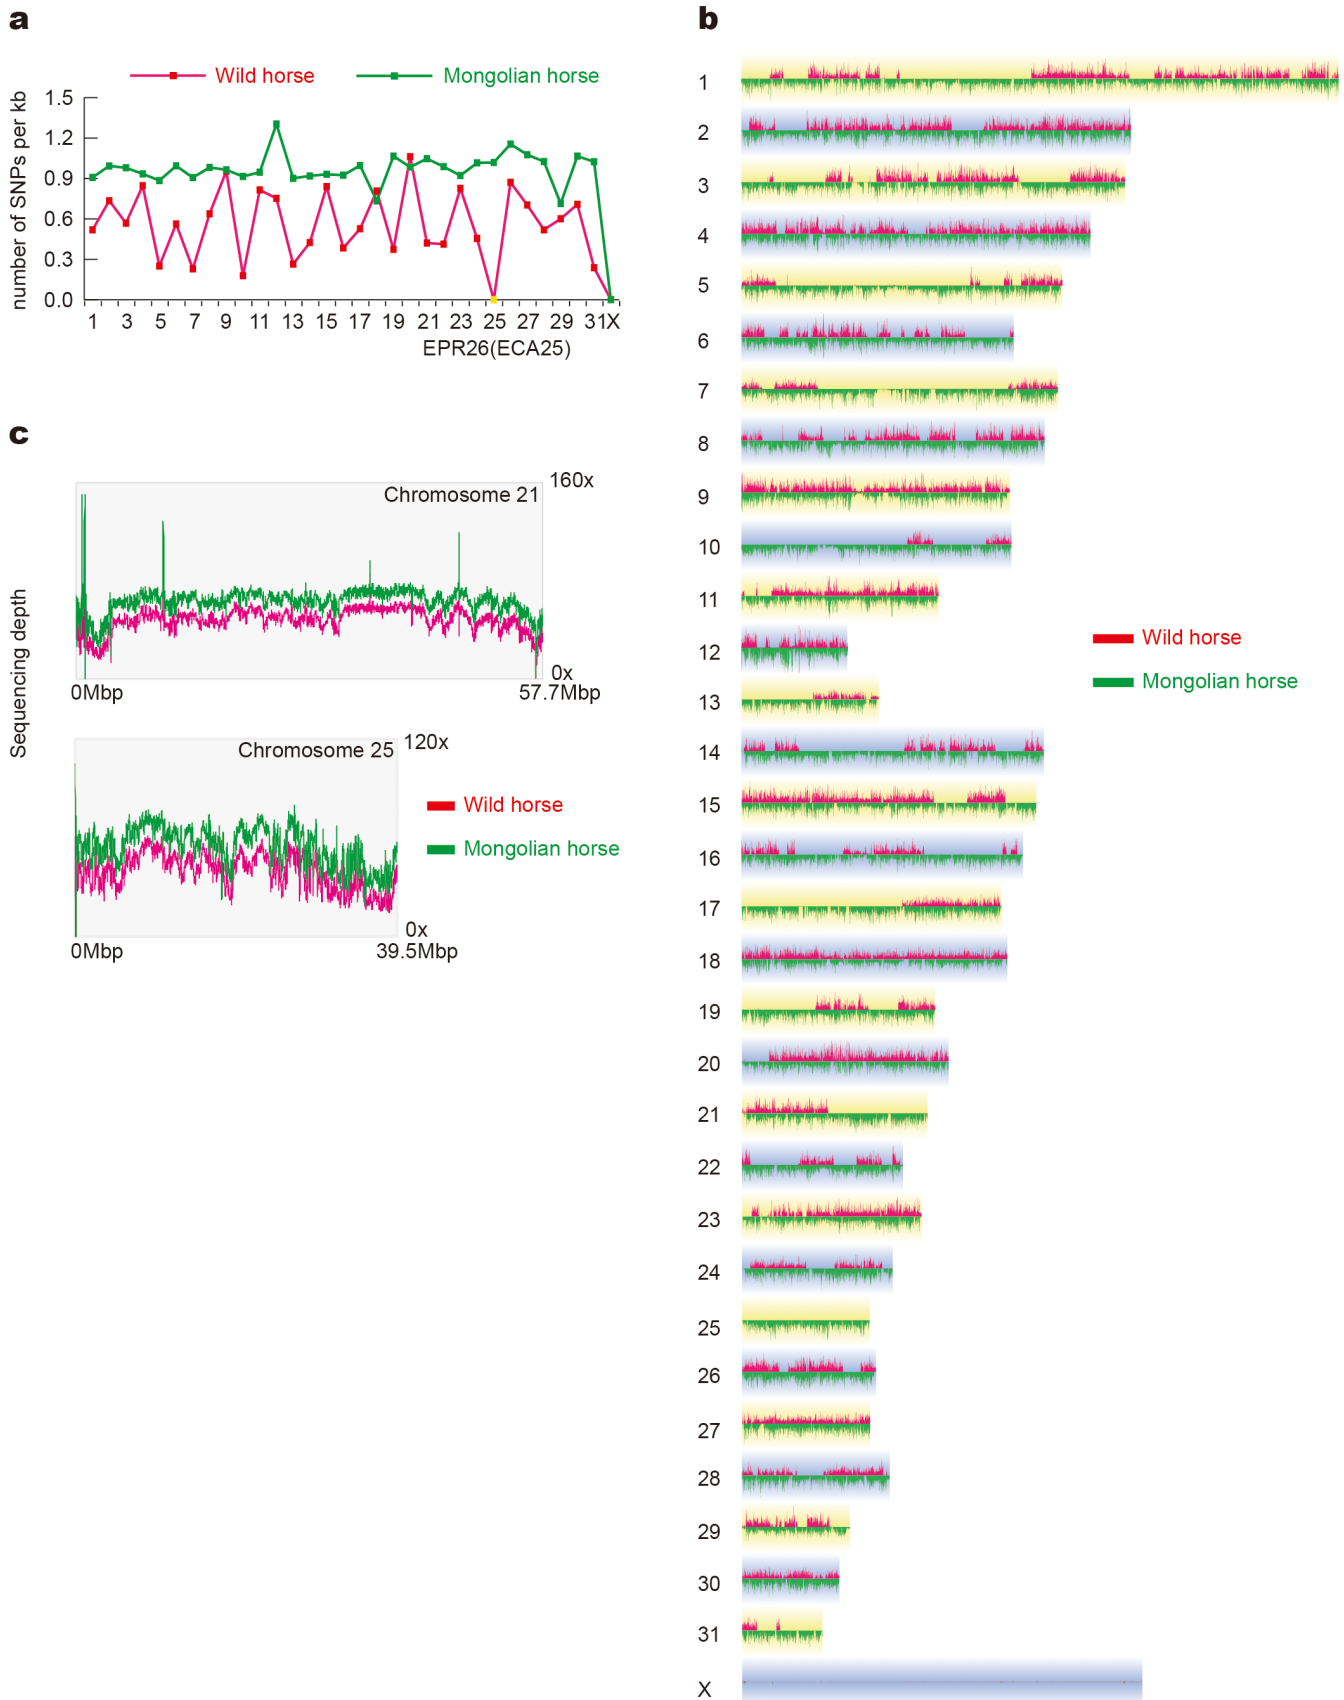 a
Wild horse
Mongolian horse
number of SNPs per kb
1.5
1.2
0.9
0.6
0.3
0.0
1 3 5 7 9 11 13 15 17 19 21 23 25 27 29 31X
EPR26(ECA25)
b
1
2
3
4
5
6
7
8
9
10
11
12
13
14
15
16
17
18
19
20
21
22
23
24
25
26
27
28
29
30
31
X
Wild horse
Mongolian horse
c
Sequencing depth
Chromosome 21
160x
0x
0Mbp
57.7Mbp
Chromosome 25
120x
0x
0Mbp
39.5Mbp
Wild horse
Mongolian horse